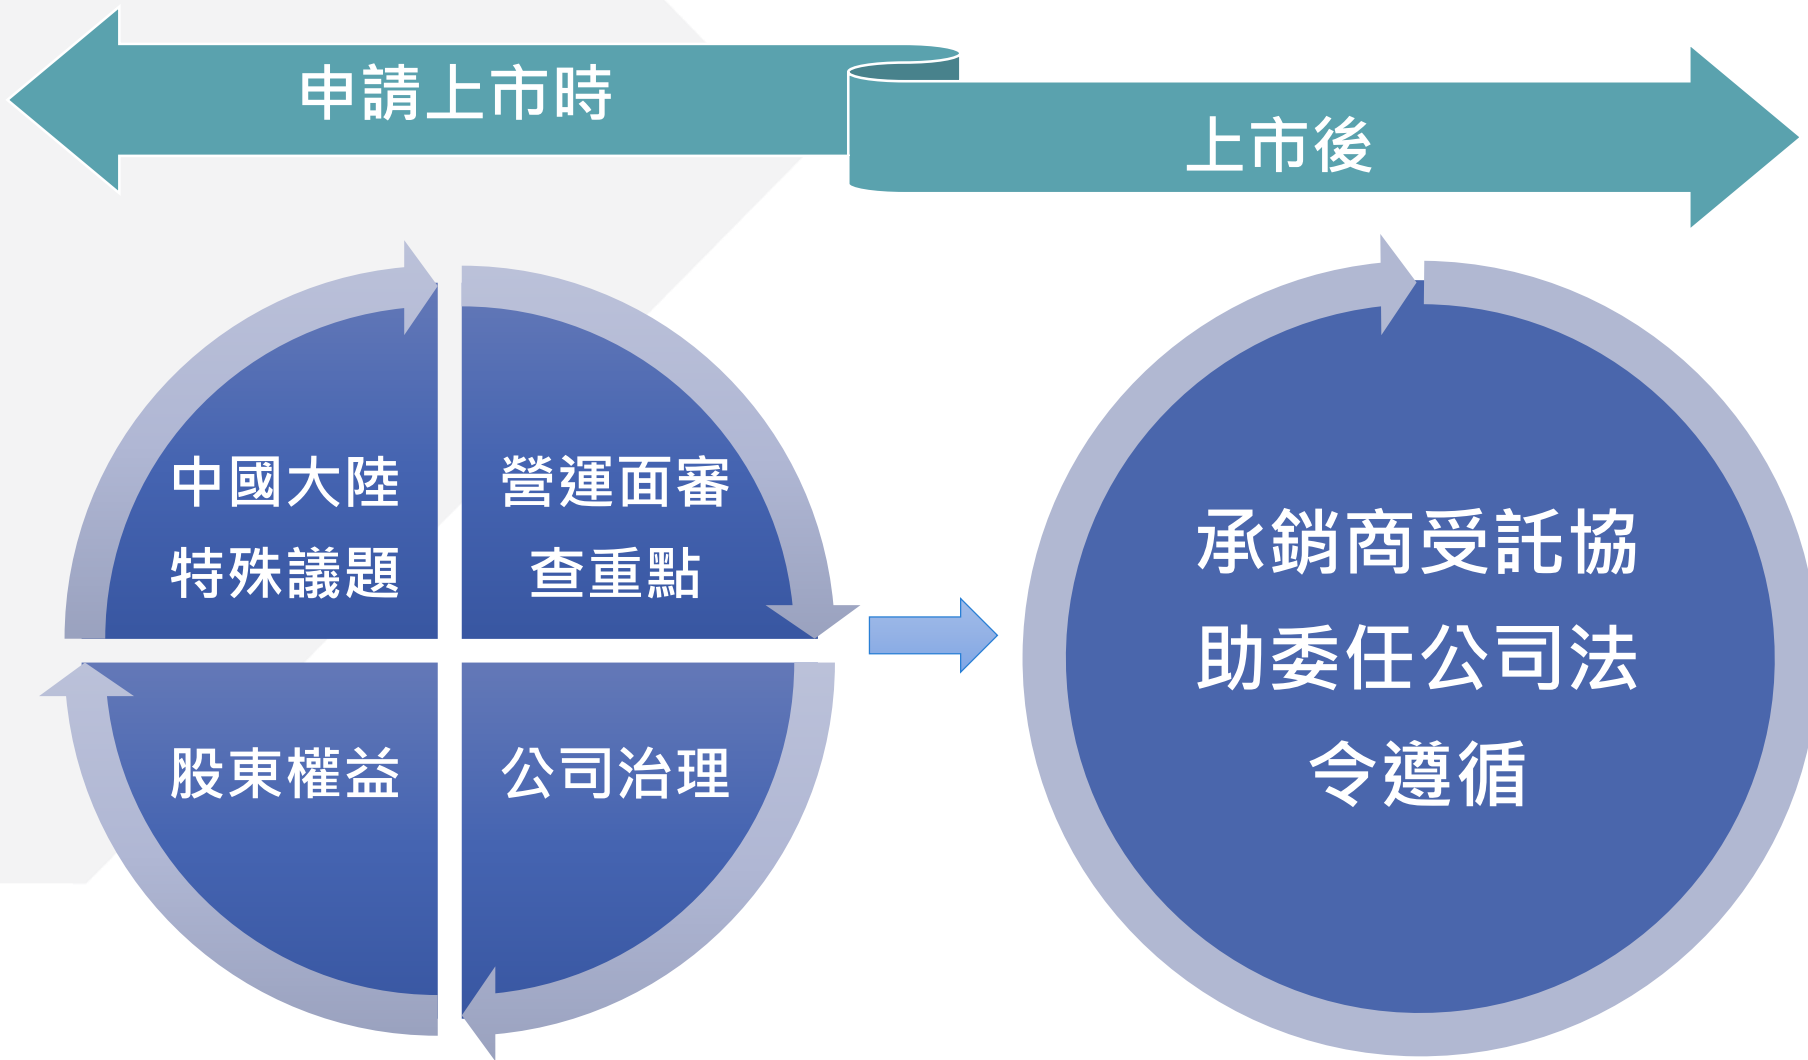 申請上市時
上市後
中國大陸
特殊議題
營運面審
查重點
股東權益
公司治理
承銷商受託協
助委任公司法
令遵循